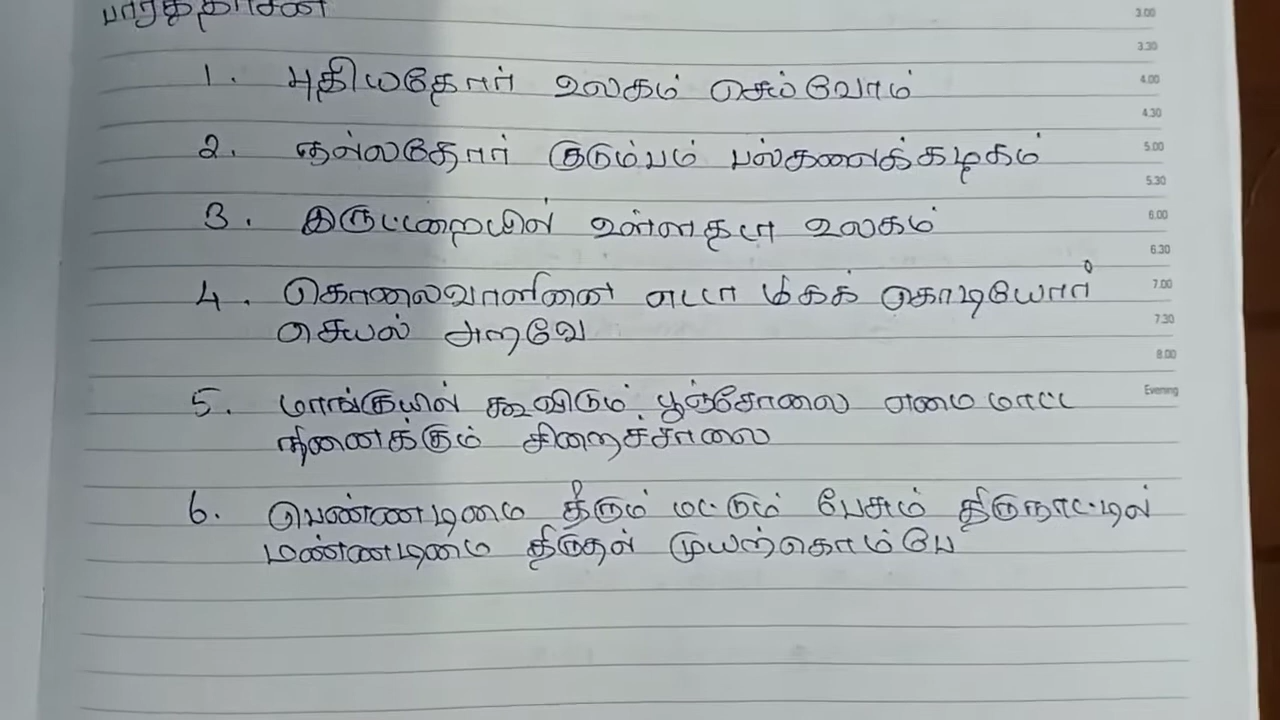 1. புதியதோர் உலகம் செய்வோம்
2. நல்லதோர் குடும்பம் பல்கலைக்கழகம்
3. இருட்டறையில் உள்ளதடா உலகம்
4. கொலைவாளினை எடடா மிகக் கொடியோர்
செயல் அறவே
5. மாங்குயில் கூவிடும் பூஞ்சோலை எமை மாட்ட
நினைக்கும் சிறைச்சாலை
6. பெண்ணடிமை தீரும் மட்டும் பேசும் திருநாட்டில்
மண்ணடிமை தீருதல் முயற்கொம்பே
3.00
3.30
4.00
4.30
5.00
5.30
6.00
6.30
7.00
7.30
8.00
Evening